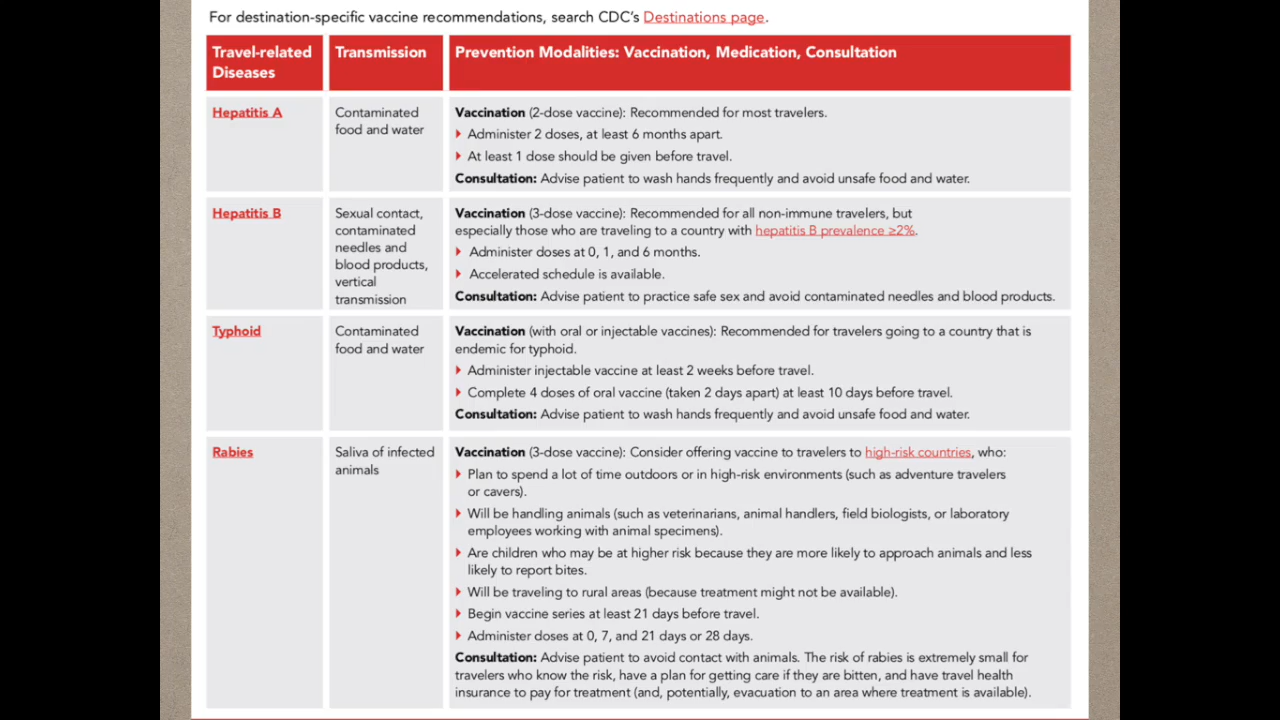 For destination-specific vaccine recommendations, search CDC's Destinations page.
Travel-related
Diseases
Transmission
Prevention Modalities: Vaccination, Medication, Consultation
Hepatitis A
Contaminated
food and water
Vaccination (2-dose vaccine): Recommended for most travelers.
Administer 2 doses, at least 6 months apart.
At least 1 dose should be given before travel.
Consultation: Advise patient to wash hands frequently and avoid unsafe food and water.
Hepatitis B
Sexual contact,
contaminated
needles and
blood products,
vertical
transmission
Vaccination (3-dose vaccine): Recommended for all non-immune travelers, but
especially those who are traveling to a country with hepatitis B prevalence ≥2%.
Administer doses at 0, 1, and 6 months.
Accelerated schedule is available.
Consultation: Advise patient to practice safe sex and avoid contaminated needles and blood products.
Typhoid
Contaminated
food and water
Vaccination (with oral or injectable vaccines): Recommended for travelers going to a country that is
endemic for typhoid.
Administer injectable vaccine at least 2 weeks before travel.
Complete 4 doses of oral vaccine (taken 2 days apart) at least 10 days before travel.
Consultation: Advise patient to wash hands frequently and avoid unsafe food and water.
Rabies
Saliva of infected
animals
Vaccination (3-dose vaccine): Consider offering vaccine to travelers to high-risk countries, who:
Plan to spend a lot of time outdoors or in high-risk environments (such as adventure travelers
or cavers).
Will be handling animals (such as veterinarians, animal handlers, field biologists, or laboratory
employees working with animal specimens).
Are children who may be at higher risk because they are more likely to approach animals and less
likely to report bites.
Will be traveling to rural areas (because treatment might not be available).
Begin vaccine series at least 21 days before travel.
Administer doses at 0, 7, and 21 days or 28 days.
Consultation: Advise patient to avoid contact with animals. The risk of rabies is extremely small for
travelers who know the risk, have a plan for getting care if they are bitten, and have travel health
insurance to pay for treatment (and, potentially, evacuation to an area where treatment is available).